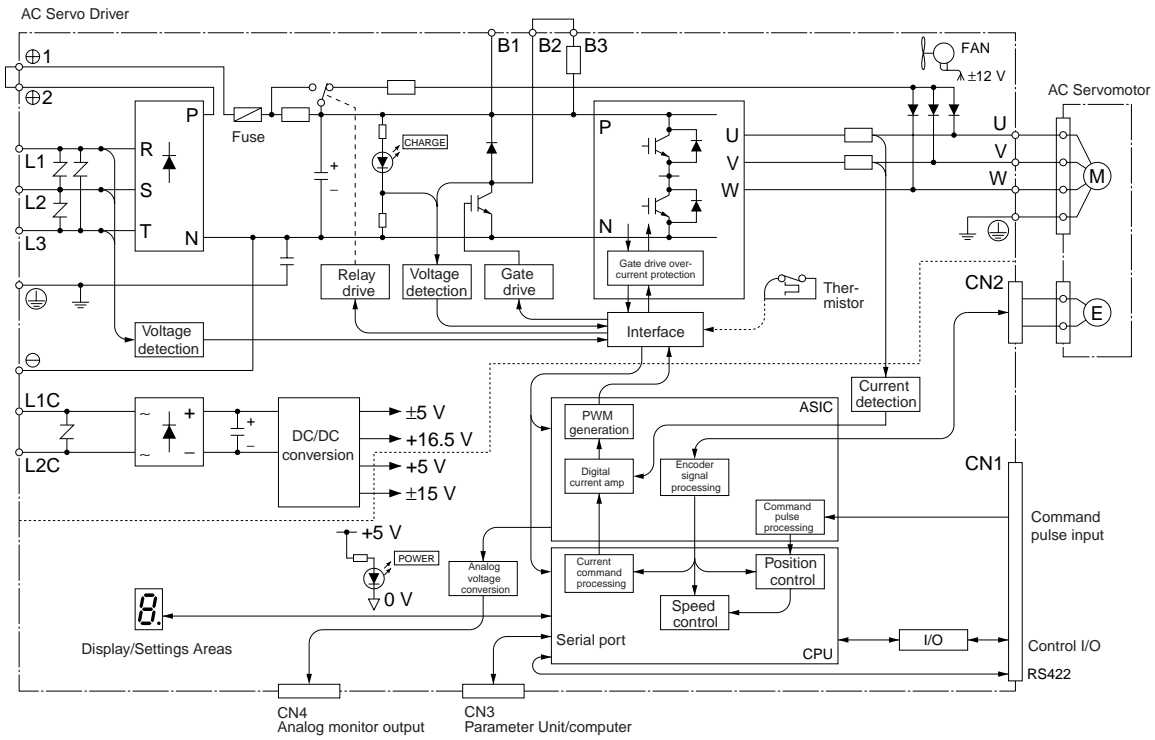 AC Servo Driver
B1 B2 B3
FAN
±12 V
AC Servomotor
⊕1
⊕2
Fuse
P
R
S
T
N
L1
L2
L3
+
−
CHARGE
P
N
U
V
W
U
V
W
M
Gate drive over-
current protection
Relay
drive
Voltage
detection
Gate
drive
Ther-
mistor
CN2
E
Interface
Voltage
detection
⊖
L1C
L2C
~
~
+
−
+
−
DC/DC
conversion
±5 V
+16.5 V
+5 V
±15 V
Current
detection
ASIC
PWM
generation
Digital
current amp
Encoder
signal
processing
Command
pulse
processing
CN1
Command
pulse input
+5 V
POWER
0 V
Analog
voltage
conversion
Current
command
processing
Position
control
Speed
control
8.
Display/Settings Areas
Serial port
CPU
I/O
Control I/O
RS422
CN4
Analog monitor output
CN3
Parameter Unit/computer